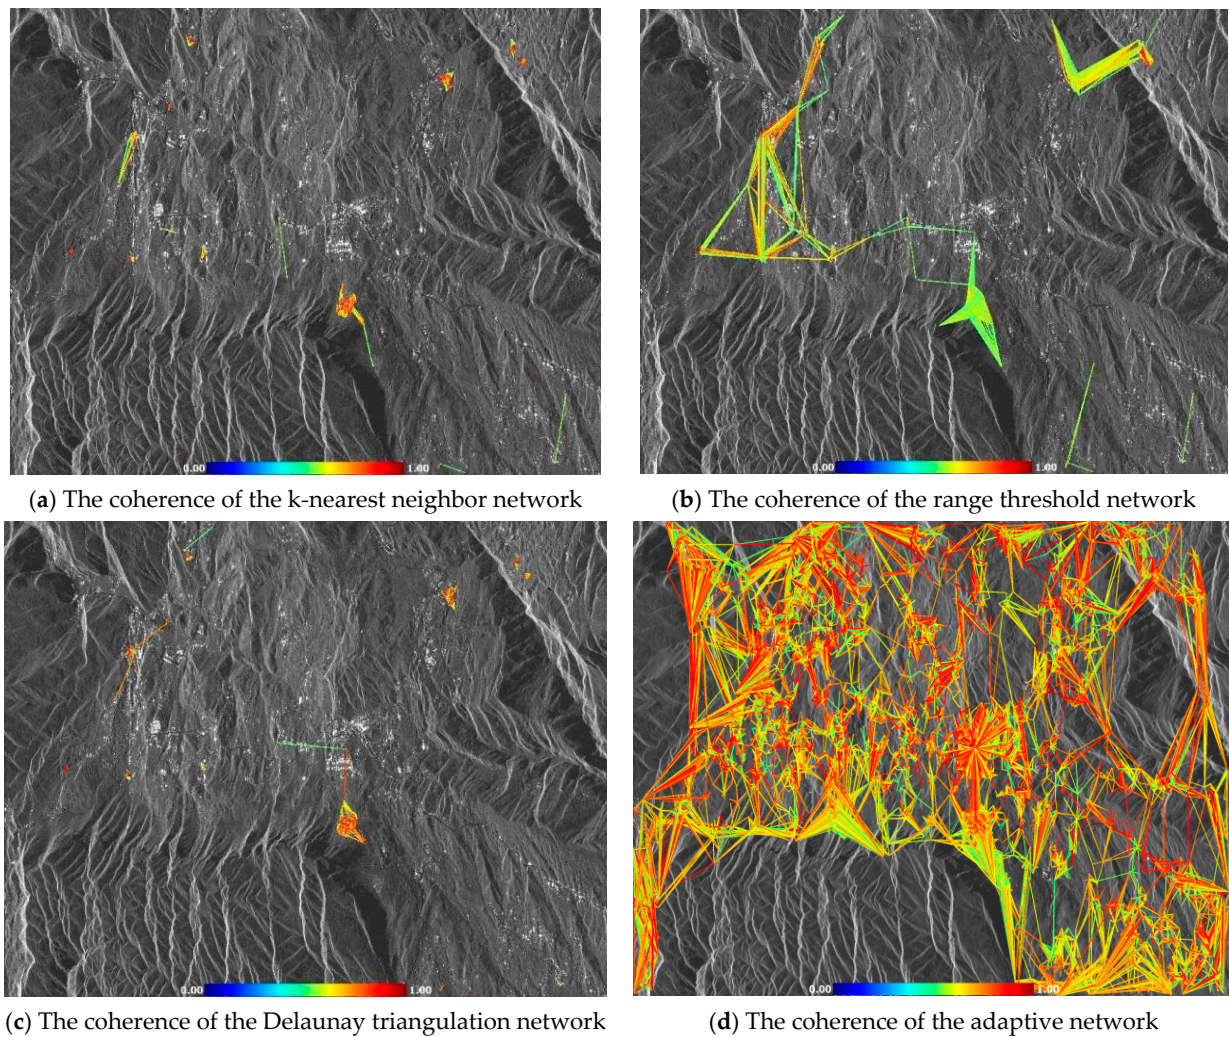 0.00 1.00
0.00 1.00
(a) The coherence of the k-nearest neighbor network
(b) The coherence of the range threshold network
0.00 1.00
0.00 1.00
(c) The coherence of the Delaunay triangulation network
(d) The coherence of the adaptive network